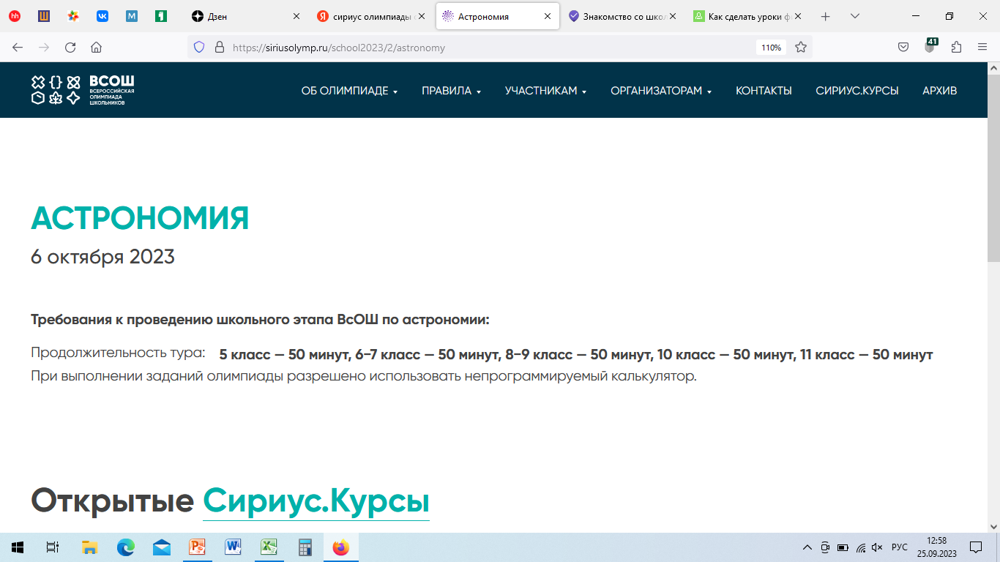 hh
Ш
М
Дзен
Я
сириус олимпиады
Астрономия
Знакомство со шко
Как сделать уроки ф
https://siriusolymp.ru/school2023/2/astronomy
110%
41
ВСОШ
ВСЕРОССИЙСКАЯ
ОЛИМПИАДА
ШКОЛЬНИКОВ
ОБ ОЛИМПИАДЕ
ПРАВИЛА
УЧАСТНИКАМ
ОРГАНИЗАТОРАМ
КОНТАКТЫ
СИРИУС.КУРСЫ
АРХИВ
АСТРОНОМИЯ
6 октября 2023
Требования к проведению школьного этапа ВсОШ по астрономии:
Продолжительность тура: 5 класс — 50 минут, 6-7 класс — 50 минут, 8-9 класс — 50 минут, 10 класс — 50 минут, 11 класс — 50 минут
При выполнении заданий олимпиады разрешено использовать непрограммируемый калькулятор.
Открытые Сириус.Курсы
РУС
12:58
25.09.2023